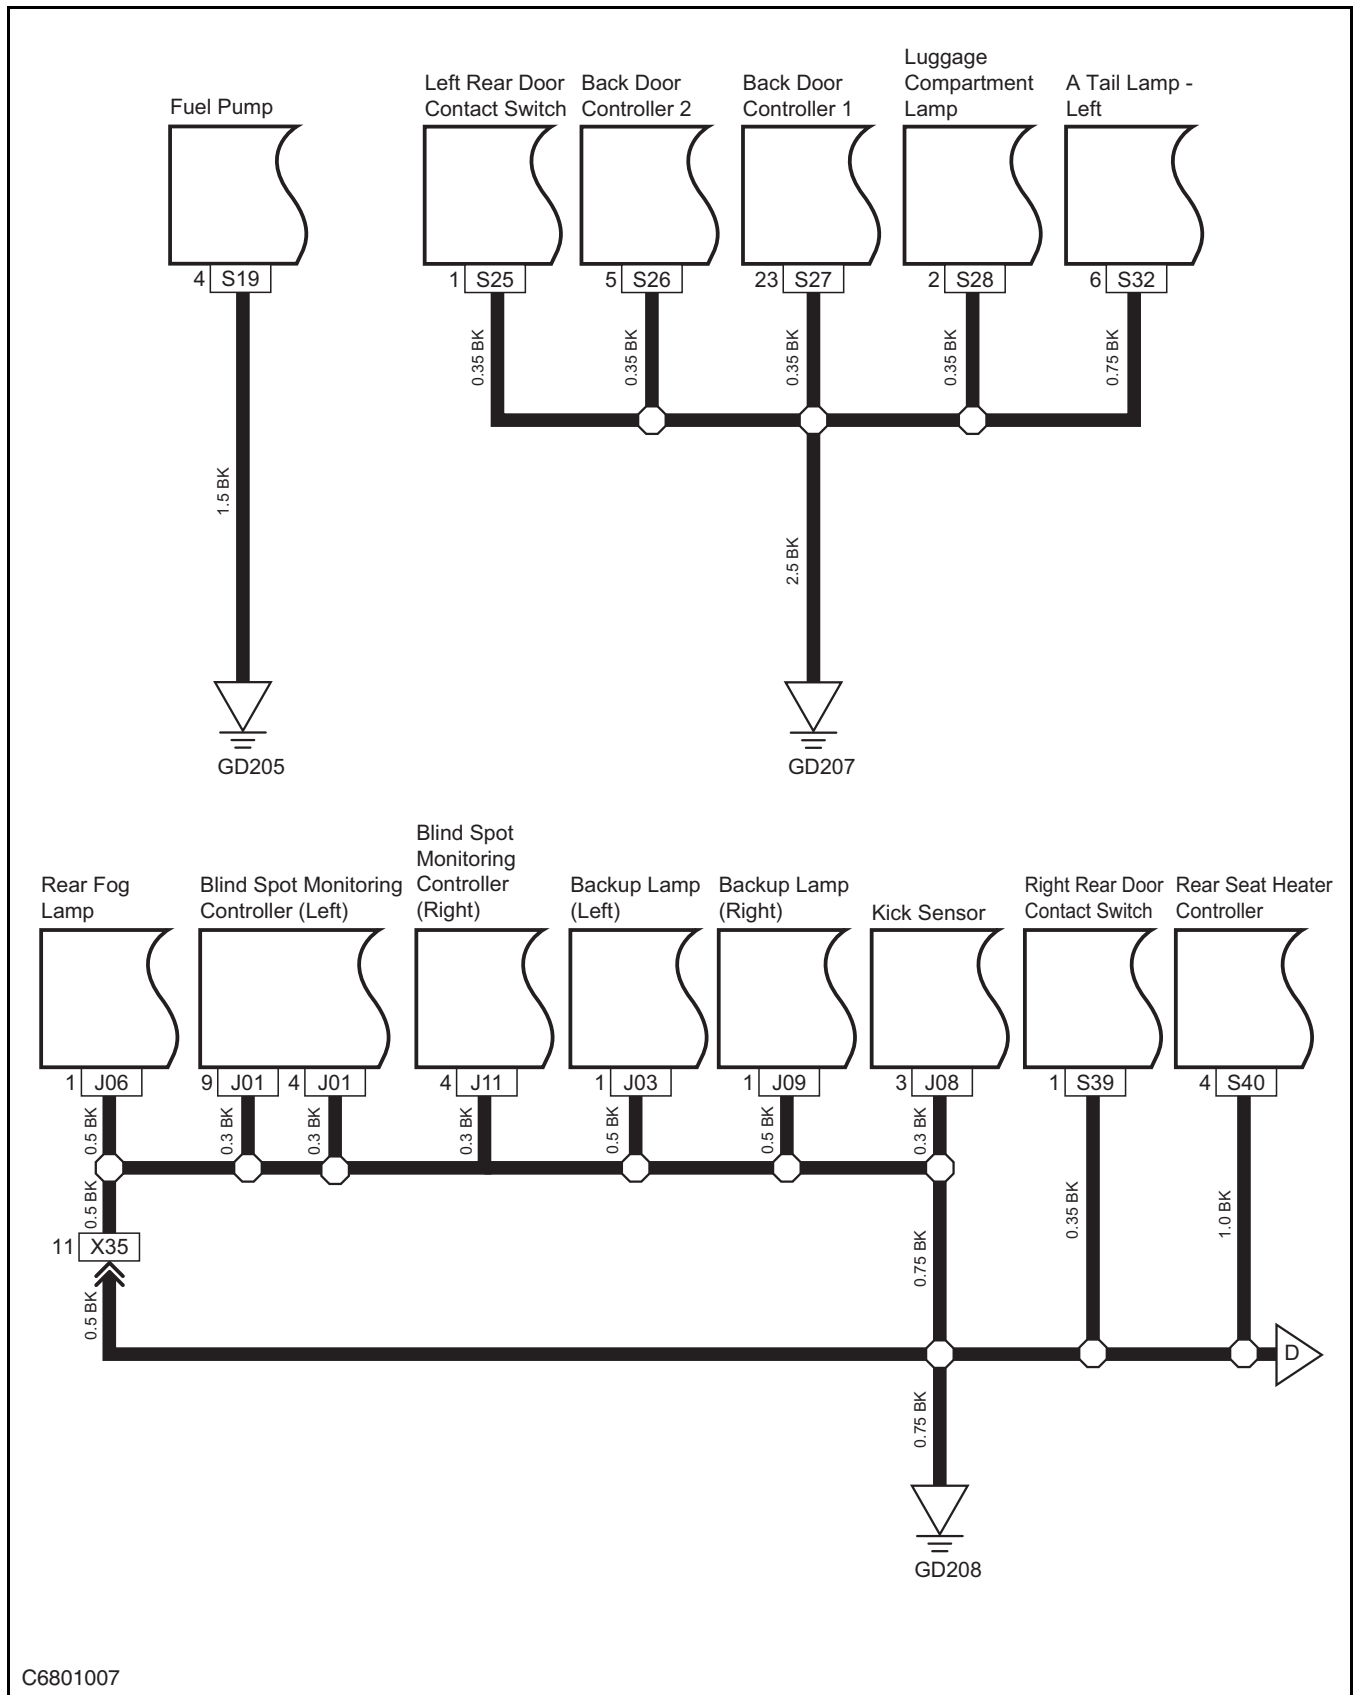 Fuel Pump
Left Rear Door
Contact Switch
Back Door
Controller 2
Back Door
Controller 1
Luggage
Compartment
Lamp
A Tail Lamp -
Left
4 S19
1 S25
5 S26
23 S27
2 S28
6 S32
0.35 BK
0.35 BK
0.35 BK
0.35 BK
0.75 BK
1.5 BK
2.5 BK
GD205
GD207
Rear Fog
Lamp
Blind Spot Monitoring
Controller (Left)
Blind Spot
Monitoring
Controller
(Right)
Backup Lamp
(Left)
Backup Lamp
(Right)
Kick Sensor
Right Rear Door
Contact Switch
Rear Seat Heater
Controller
1 J06
9 J01
4 J01
4 J11
1 J03
1 J09
3 J08
1 S39
4 S40
0.5 BK
0.3 BK
0.3 BK
0.3 BK
0.5 BK
0.5 BK
0.3 BK
0.5 BK
11 X35
0.5 BK
0.75 BK
0.35 BK
1.0 BK
D
0.75 BK
GD208
C6801007